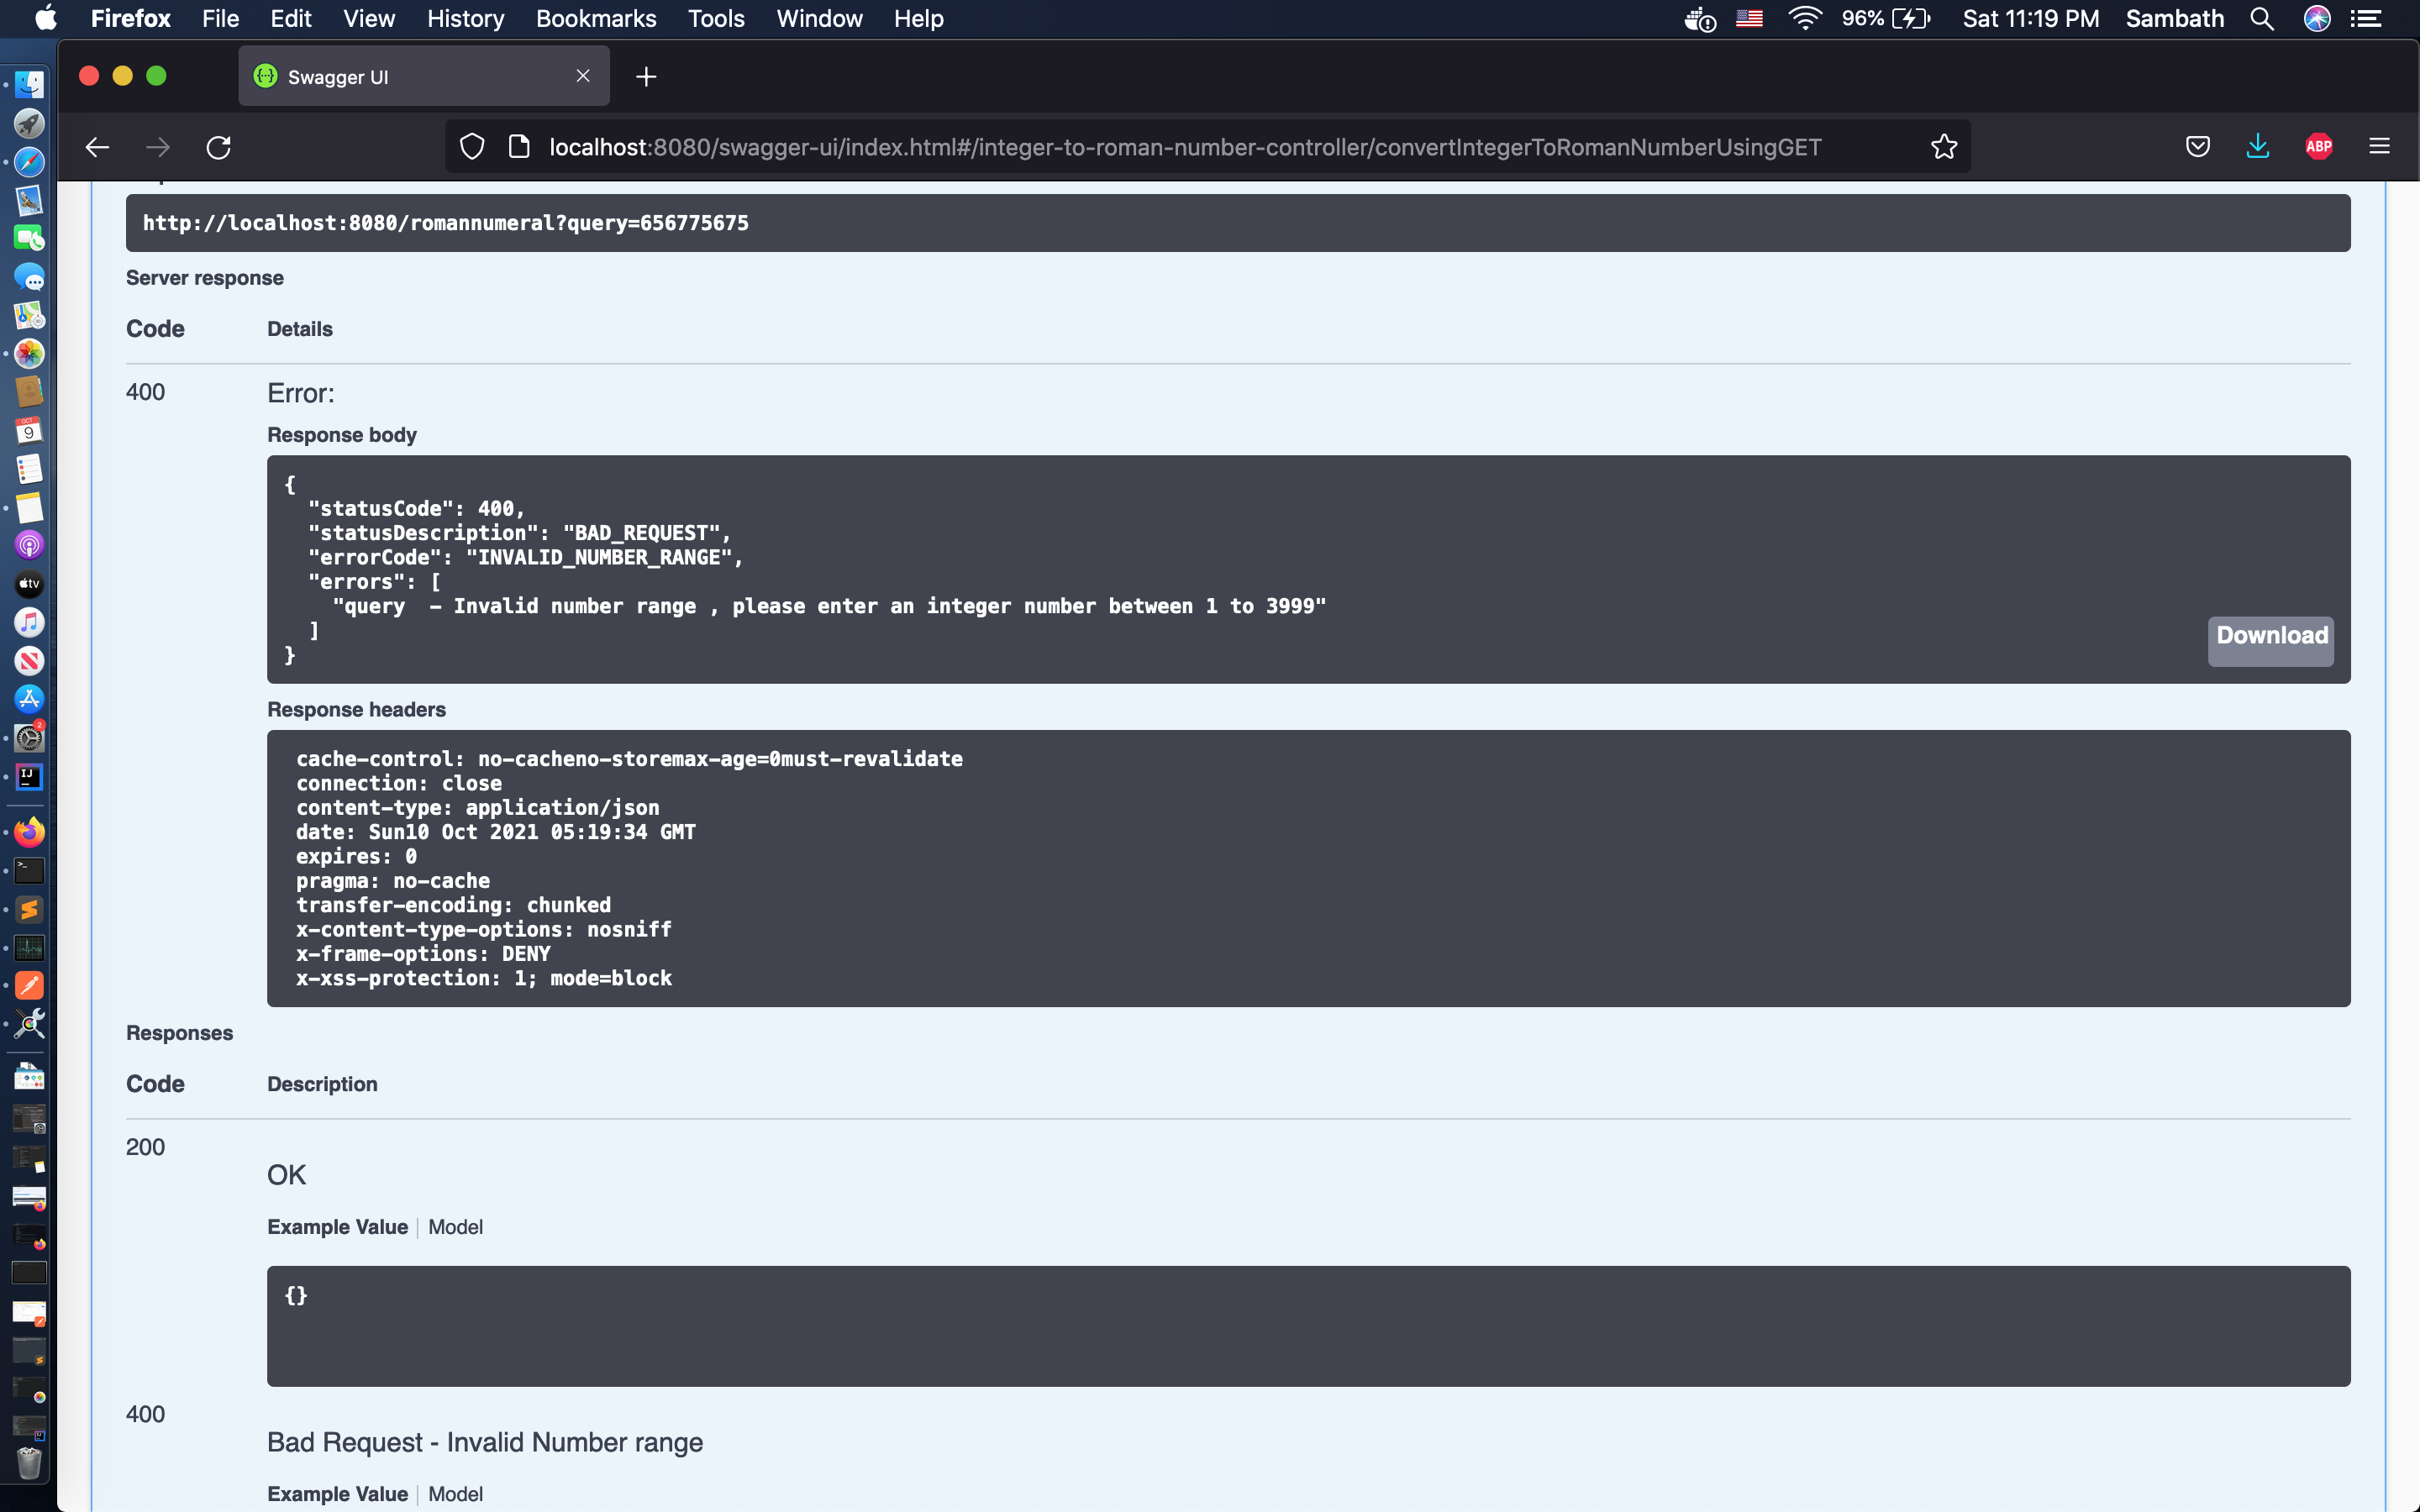 Firefox File Edit View History Bookmarks Tools Window Help 96% Sat 11:19 PM Sambath
Swagger UI
localhost:8080/swagger-ui/index.html#/integer-to-roman-number-controller/convertIntegerToRomanNumberUsingGET
ABP
http://localhost:8080/romannumeral?query=656775675
Server response
Code Details
400 Error:
Response body
{
"statusCode": 400,
"statusDescription": "BAD_REQUEST",
"errorCode": "INVALID_NUMBER_RANGE",
"errors": [
"query  – Invalid number range , please enter an integer number between 1 to 3999"
]
}
Download
Response headers
cache-control: no-cacheno-storemax-age=0must-revalidate
connection: close
content-type: application/json
date: Sun10 Oct 2021 05:19:34 GMT
expires: 0
pragma: no-cache
transfer-encoding: chunked
x-content-type-options: nosniff
x-frame-options: DENY
x-xss-protection: 1; mode=block
Responses
Code Description
200
OK
Example Value Model
{}
400
Bad Request - Invalid Number range
Example Value Model
OCT
9
tv
2
IJ